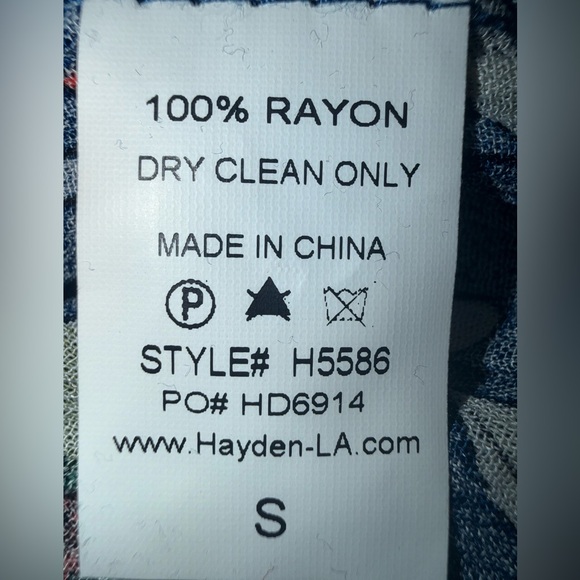 100% RAYON
DRY CLEAN ONLY
MADE IN CHINA
P
STYLE# H5586
PO# HD6914
www.Hayden-LA.com
S